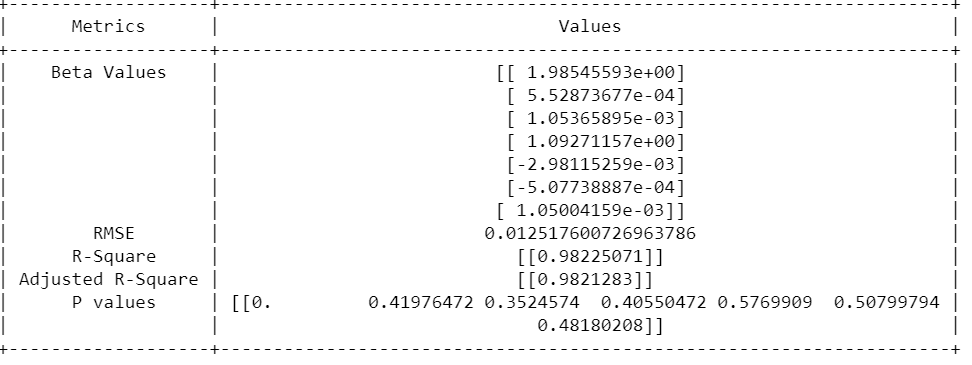 +-------------------+--------------------------------------------------------------------+
| Metrics | Values |
+-------------------+--------------------------------------------------------------------+
| Beta Values | [[ 1.98545593e+00] |
| | [ 5.52873677e-04] |
| | [ 1.05365895e-03] |
| | [ 1.09271157e+00] |
| | [-2.98115259e-03] |
| | [-5.07738887e-04] |
| | [ 1.05004159e-03]] |
| RMSE | 0.012517600726963786 |
| R-Square | [[0.98225071]] |
| Adjusted R-Square | [[0.9821283]] |
| P values | [[0. 0.41976472 0.3524574 0.40550472 0.5769909 0.50799794 |
| | 0.48180208]] |
+-------------------+--------------------------------------------------------------------+